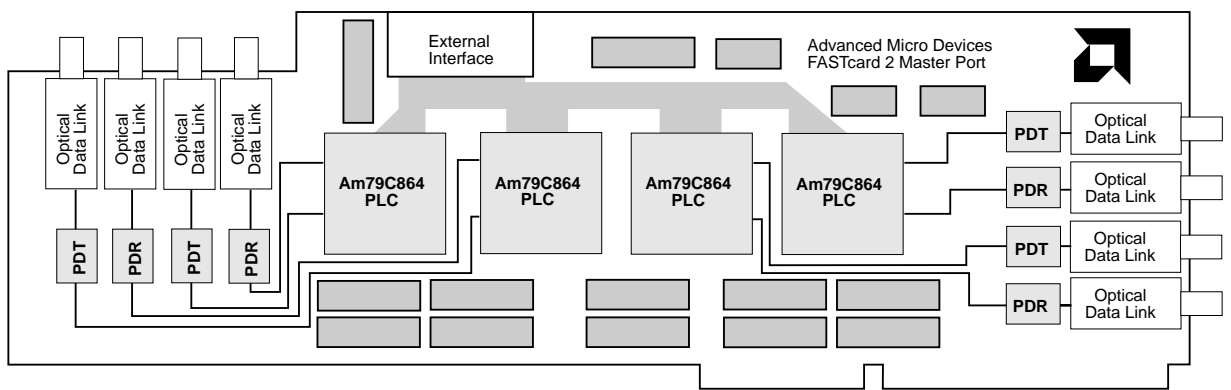 External
Interface
Advanced Micro Devices
FASTcard 2 Master Port
Optical
Data Link
Optical
Data Link
Optical
Data Link
Optical
Data Link
PDT
PDR
PDT
PDR
Am79C864
PLC
Am79C864
PLC
Am79C864
PLC
Am79C864
PLC
PDT
Optical
Data Link
PDR
Optical
Data Link
PDT
Optical
Data Link
PDR
Optical
Data Link